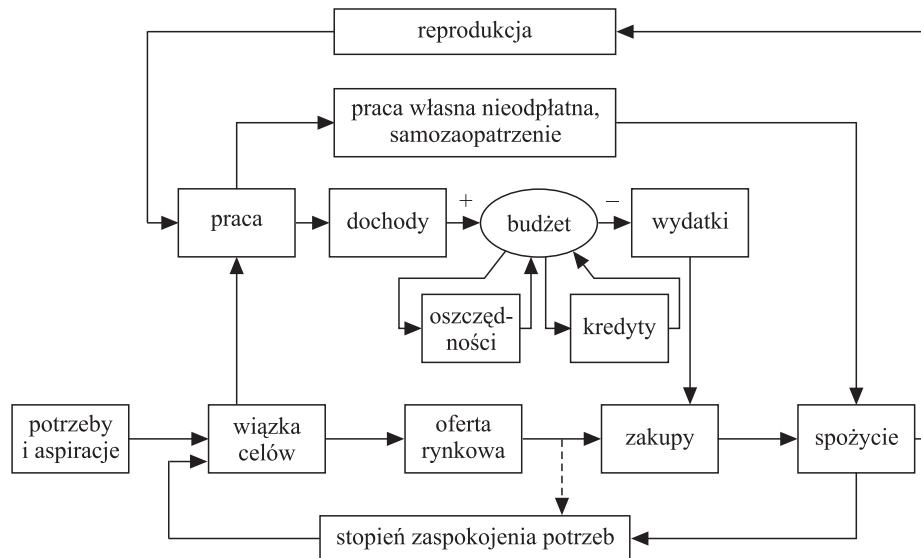 reprodukcja
praca własna nieodpłatna,
samozaopatrzenie
praca
dochody
+
budżet
–
wydatki
oszczęd-
ności
kredyty
potrzeby
i aspiracje
wiązka
celów
oferta
rynkowa
zakupy
spożycie
stopień zaspokojenia potrzeb